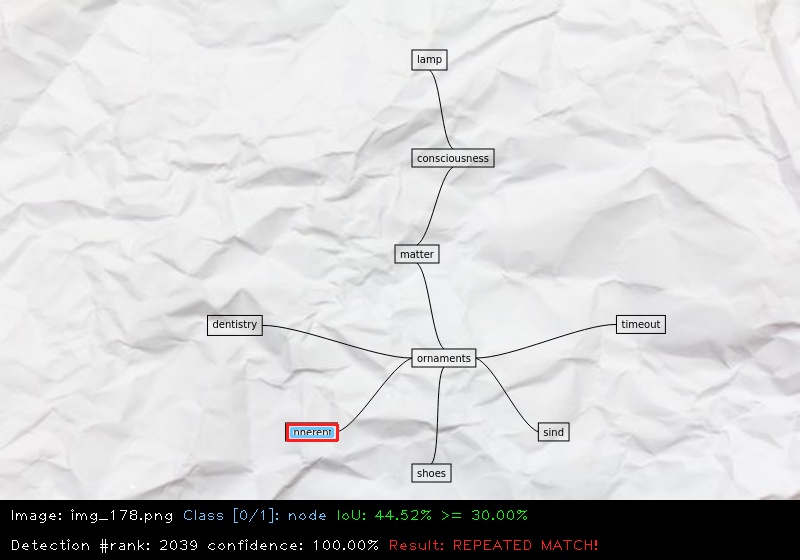 lamp
consciousness
matter
dentistry
timeout
ornaments
sind
shoes
Image: img_178.png Class [0/1]: node IoU: 44.52% >= 30.00%
Detection #rank: 2039 confidence: 100.00% Result: REPEATED MATCH!